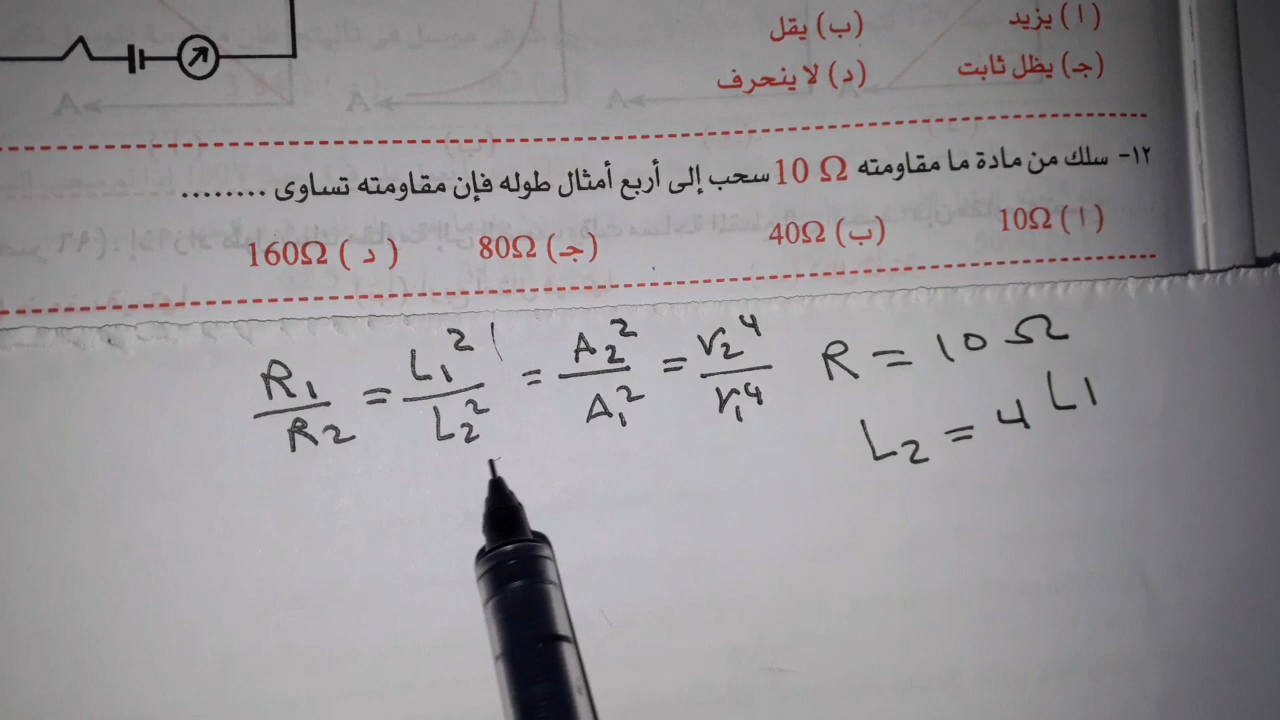 (ا) يزيد (ب) يقل
(جـ) يظل ثابت (د) لا ينحرف
١٢- سلك من مادة ما مقاومته 10 Ω سحب إلى أربع أمثال طوله فإن مقاومته تساوى ........
(ا) 10Ω (ب) 40Ω (جـ) 80Ω (د) 160Ω
R1/R2 = L1²/L2² = A2²/A1² = r2⁴/r1⁴
R = 10 Ω
L2 = 4 L1